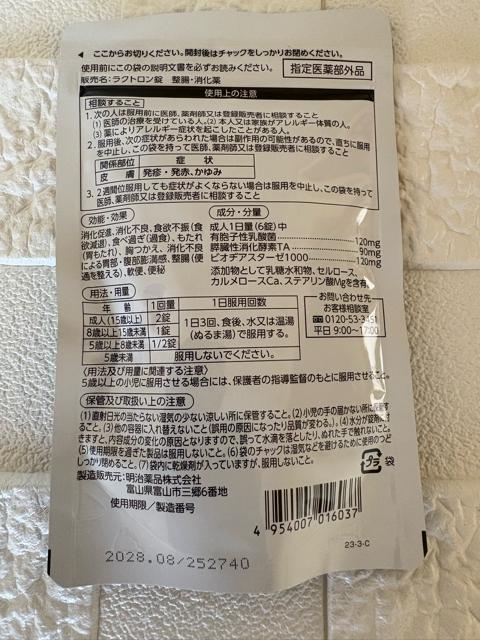 ◀ ここからお切りください。開封後はチャックをしっかりお閉めください。
使用前にこの袋の説明文書を必ずお読みください。
指定医薬部外品
販売名:ラクトロン錠 整腸・消化薬
使用上の注意
相談すること
1. 次の人は服用前に医師、薬剤師又は登録販売者に相談すること
(1) 医師の治療を受けている人。(2) 本人又は家族がアレルギー体質の人。
(3) 薬によりアレルギー症状を起こしたことがある人。
2. 服用後、次の症状があらわれた場合は副作用の可能性があるので、直ちに服用
を中止し、この袋を持って医師、薬剤師又は登録販売者に相談すること
関係部位 症状
皮膚 発疹・発赤、かゆみ
3. 2週間位服用しても症状がよくならない場合は服用を中止し、この袋を持って
医師、薬剤師又は登録販売者に相談すること
効能・効果
消化促進、消化不良、食欲不振(食
欲減退)、食べ過ぎ(過食)、もたれ
(胃もたれ)、胸つかえ、消化不良
による胃部・腹部膨満感、整腸(便
通を整える)、軟便、便秘
成分・分量
成人1日量(6錠)中
有胞子性乳酸菌 120mg
膵臓性消化酵素TA 90mg
ビオヂアスターゼ1000 120mg
添加物として乳糖水和物、セルロース、
カルメロースCa、ステアリン酸Mgを含有。
用法・用量
年齢 1回量 1日服用回数
成人(15歳以上) 2錠 1日3回、食後、水又は温湯(ぬるま湯)で服用する。
8歳以上15歳未満 1錠
5歳以上8歳未満 1/2錠
5歳未満 服用しないでください。
お問い合わせ先
お客様相談室
☎ 0120-53-3451
平日 9:00~17:00
(用法及び用量に関連する注意)
5歳以上の小児に服用させる場合には、保護者の指導監督のもとに服用させること。
保管及び取扱い上の注意
(1)直射日光の当たらない湿気の少ない涼しい所に保管すること。(2)小児の手の届かない所に保管す
ること。(3)他の容器に入れ替えないこと(誤用の原因になったり品質が変わる。)。(4)水分が錠剤につ
きますと、内容成分の変化の原因となりますので、誤って水滴を落としたり、ぬれた手で触れないこと。
(5)使用期限を過ぎた製品は服用しないこと。(6)袋のチャックは湿気などを避けるために使用のつど
しっかり閉めること。(7)袋内に乾燥剤が入っていますが、服用しないこと。
製造販売元:明治薬品株式会社
富山県富山市三郷6番地
使用期限/製造番号
プラ 袋
4 954007 016037
23-3-C
2028.08/252740